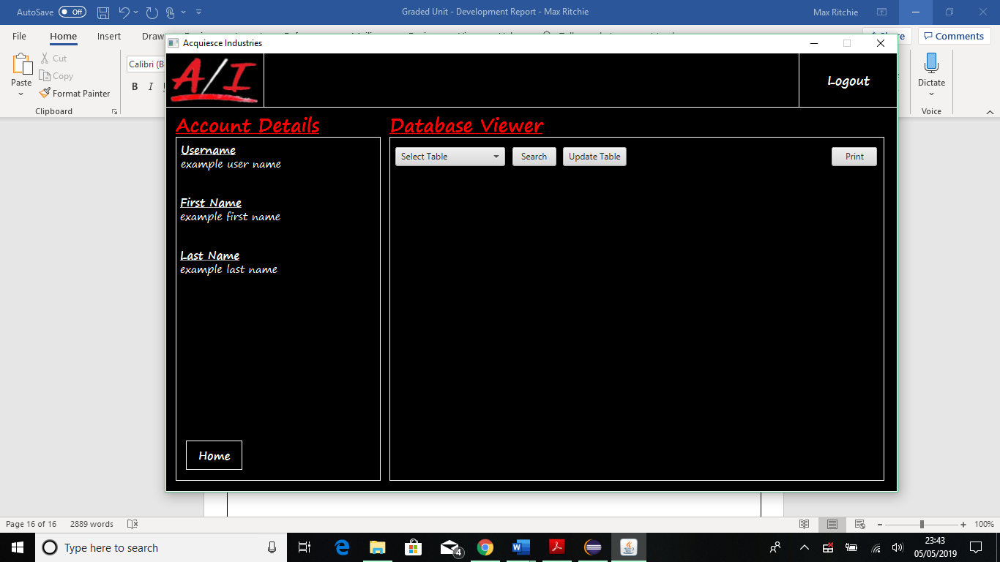 AutoSave Off
Graded Unit - Development Report - Max Ritchie
Max Ritchie
File Home Insert Draw
Comments
Acquiesce Industries
Paste
Cut
Copy
Format Painter
Clipboard
Calibri (B
B I
Dictate
Voice
A/I
Logout
Account Details
Username
example user name
First Name
example first name
Last Name
example last name
Home
Database Viewer
Select Table Search Update Table Print
Page 16 of 16 2889 words 100%
Type here to search
4
23:43
05/05/2019